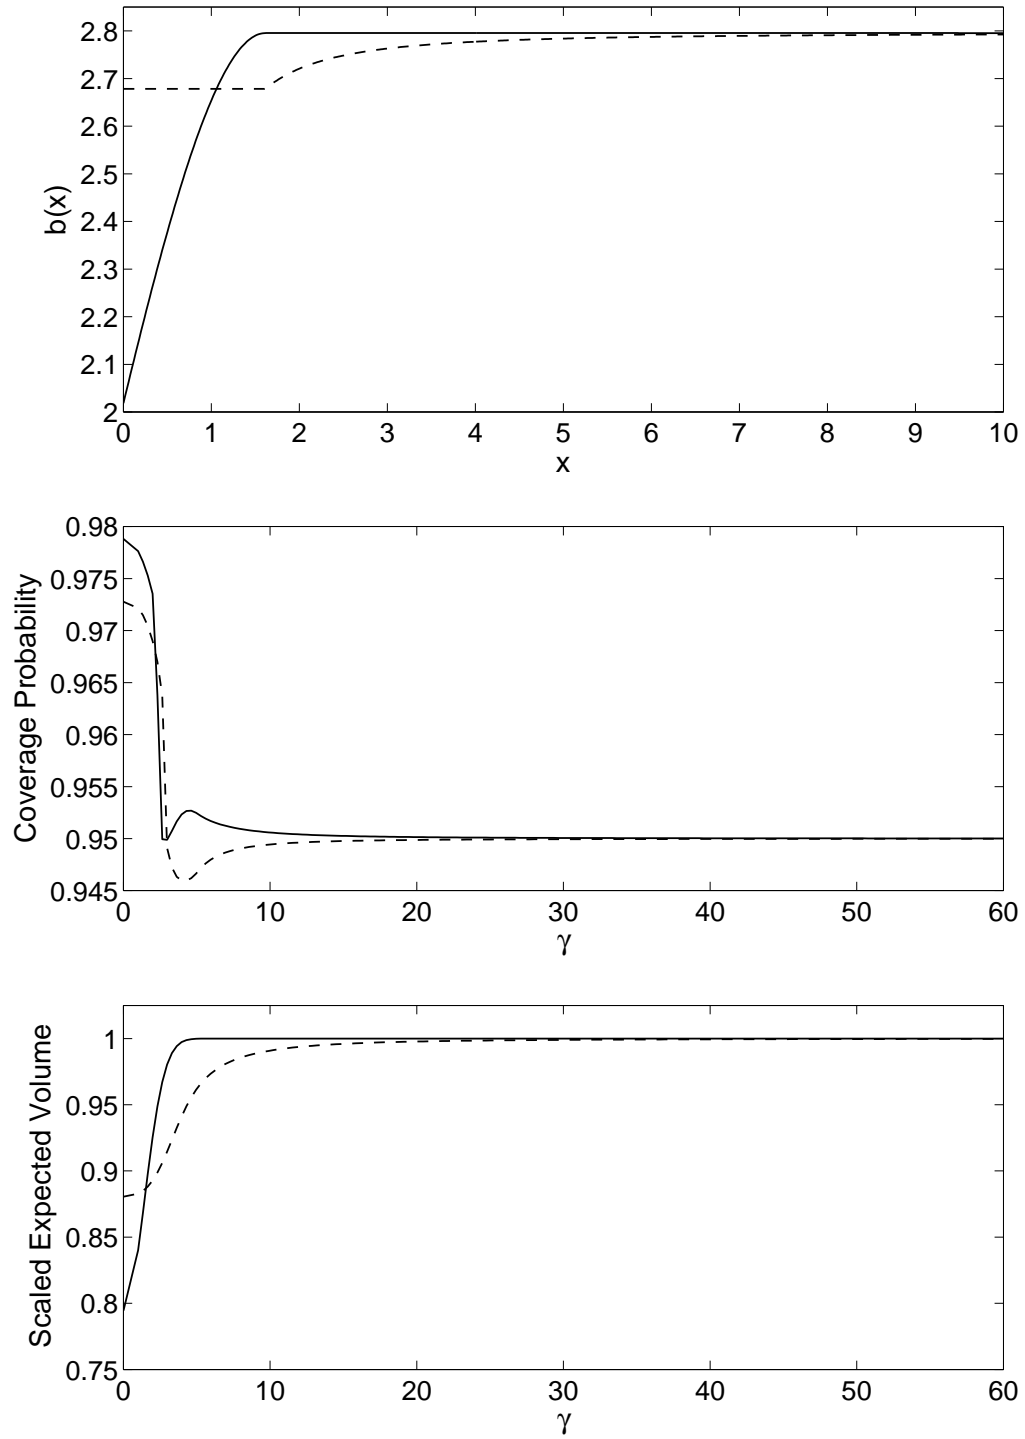 2.8
2.7
2.6
2.5
2.4
2.3
2.2
2.1
2
b(x)
0 1 2 3 4 5 6 7 8 9 10
x
0.98
0.975
0.97
0.965
0.96
0.955
0.95
0.945
Coverage Probability
0 10 20 30 40 50 60
γ
1
0.95
0.9
0.85
0.8
0.75
Scaled Expected Volume
0 10 20 30 40 50 60
γ